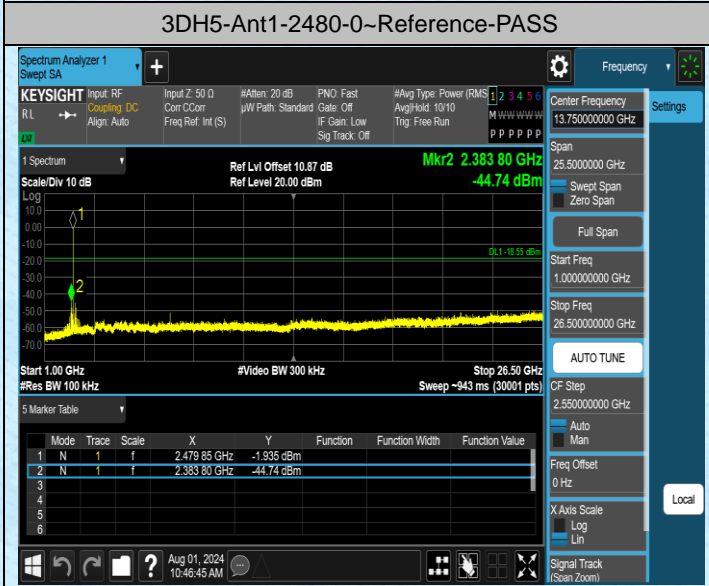 3DH5-Ant1-2480-0~Reference-PASS
Spectrum Analyzer 1
Swept SA
+
Frequency
KEYSIGHT
RL
Input: RF
Coupling: DC
Align: Auto
Input Z: 50 Ω
Corr CCorr
Freq Ref: Int (S)
#Atten: 20 dB
µW Path: Standard
PNO: Fast
Gate: Off
IF Gain: Low
Sig Track: Off
#Avg Type: Power (RMS
Avg|Hold: 10/10
Trig: Free Run
1 2 3 4 5 6
M W W W W W
P P P P P P
LXI
1 Spectrum
Scale/Div 10 dB
Log
Ref Lvl Offset 10.87 dB
Ref Level 20.00 dBm
Mkr2 2.383 80 GHz
-44.74 dBm
10.0
0.00
-10.0
-20.0
-30.0
-40.0
-50.0
-60.0
-70.0
1
2
DL1 -18.55 dBm
Start 1.00 GHz
#Res BW 100 kHz
#Video BW 300 kHz
Stop 26.50 GHz
Sweep ~943 ms (30001 pts)
5 Marker Table
Mode Trace Scale X Y Function Function Width Function Value
1 N 1 f 2.479 85 GHz -1.935 dBm
2 N 1 f 2.383 80 GHz -44.74 dBm
3
4
5
6
Center Frequency
13.750000000 GHz
Span
25.5000000 GHz
Swept Span
Zero Span
Full Span
Start Freq
1.000000000 GHz
Stop Freq
26.500000000 GHz
AUTO TUNE
CF Step
2.550000000 GHz
Auto
Man
Freq Offset
0 Hz
X Axis Scale
Log
Lin
Signal Track
(Span Zoom)
Settings
Local
?
Aug 01, 2024
10:46:45 AM